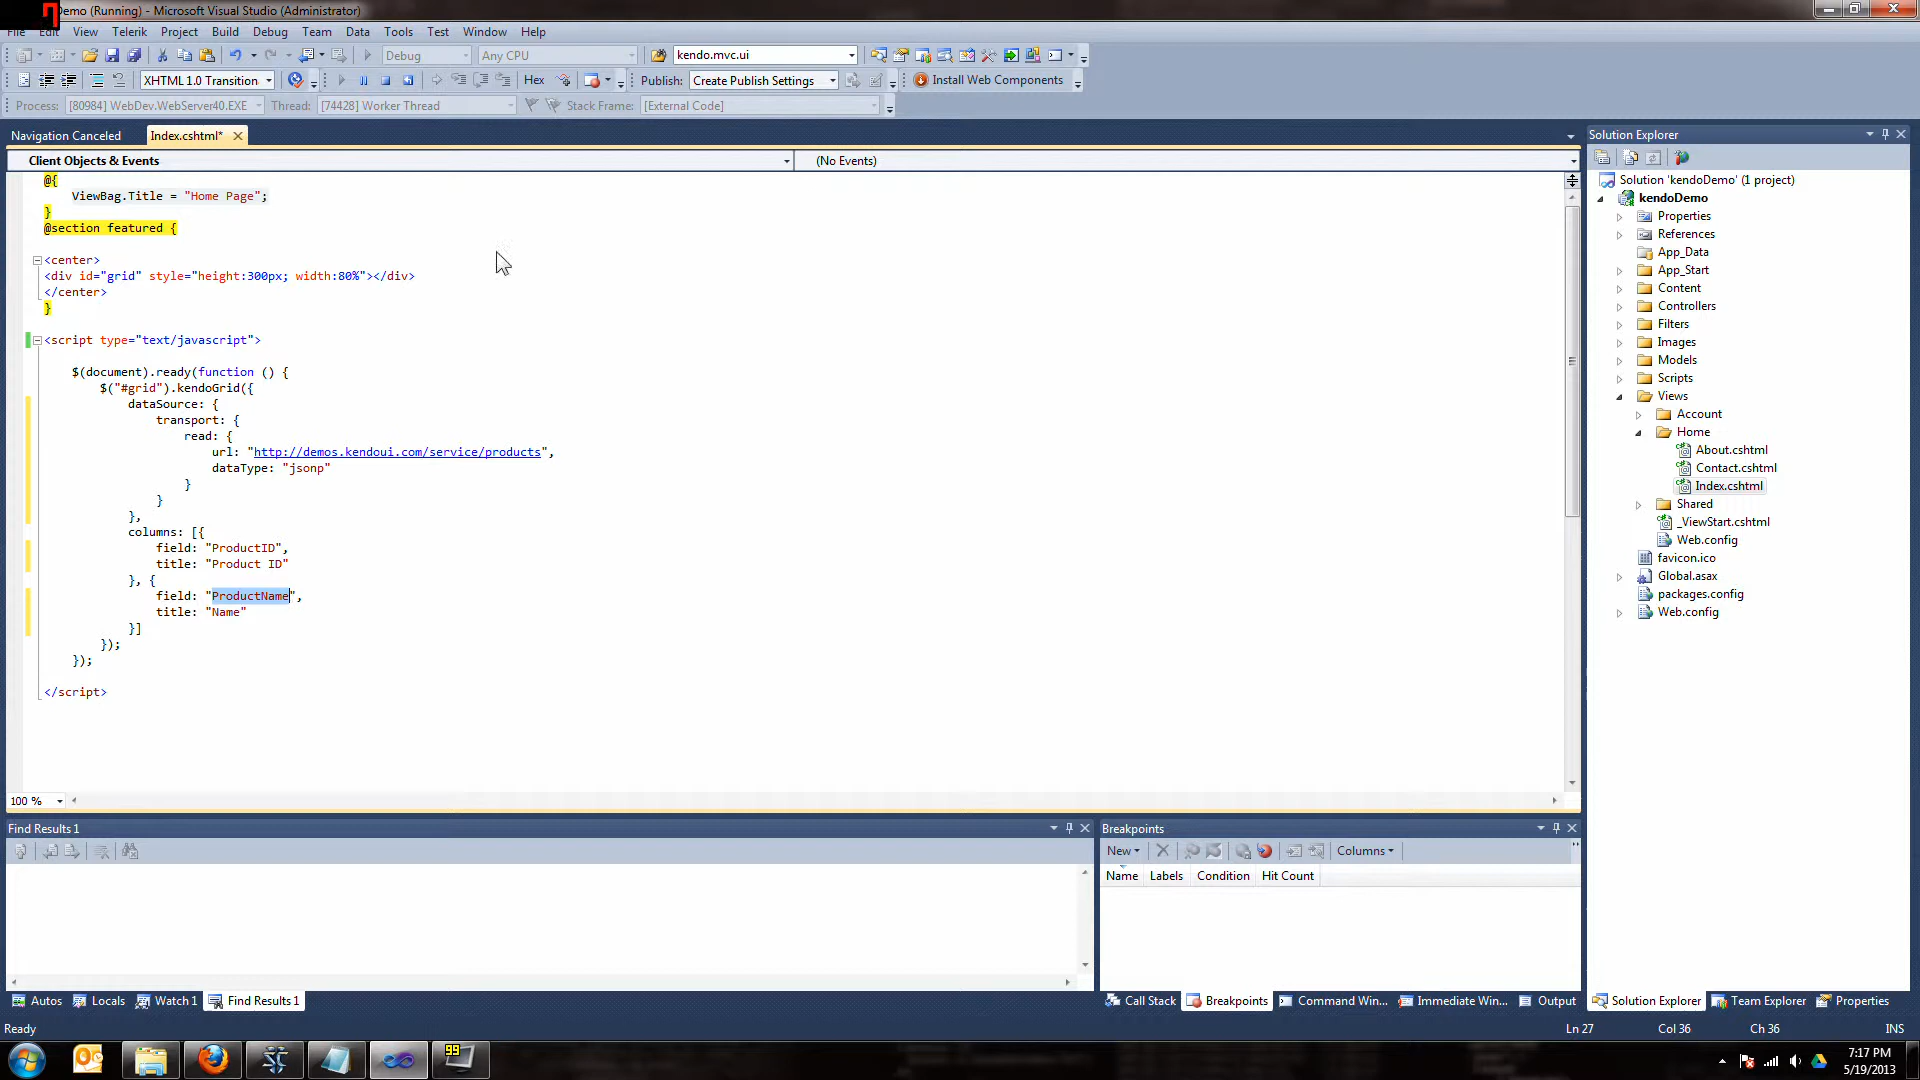 Demo (Running) - Microsoft Visual Studio (Administrator)
File Edit View Telerik Project Build Debug Team Data Tools Test Window Help
Debug Any CPU kendo.mvc.ui
XHTML 1.0 Transition Hex Publish: Create Publish Settings Install Web Components
Process: [80984] WebDev.WebServer40.EXE Thread: [74428] Worker Thread Stack Frame: [External Code]
Navigation Canceled Index.cshtml*
Client Objects & Events (No Events)
@{
ViewBag.Title = "Home Page";
}
@section featured {
<center>
<div id="grid" style="height:300px; width:80%"></div>
</center>
}
<script type="text/javascript">
$(document).ready(function () {
$("#grid").kendoGrid({
dataSource: {
transport: {
read: {
url: "http://demos.kendoui.com/service/products",
dataType: "jsonp"
}
}
},
columns: [{
field: "ProductID",
title: "Product ID"
}, {
field: "ProductName",
title: "Name"
}]
});
});
</script>
100 %
Solution Explorer
Solution 'kendoDemo' (1 project)
kendoDemo
Properties
References
App_Data
App_Start
Content
Controllers
Filters
Images
Models
Scripts
Views
Account
Home
About.cshtml
Contact.cshtml
Index.cshtml
Shared
_ViewStart.cshtml
Web.config
favicon.ico
Global.asax
packages.config
Web.config
Find Results 1
Breakpoints
New Columns
Name Labels Condition Hit Count
Autos Locals Watch 1 Find Results 1
Call Stack Breakpoints Command Win... Immediate Win... Output
Solution Explorer Team Explorer Properties
Ready Ln 27 Col 36 Ch 36 INS
99
7:17 PM
5/19/2013